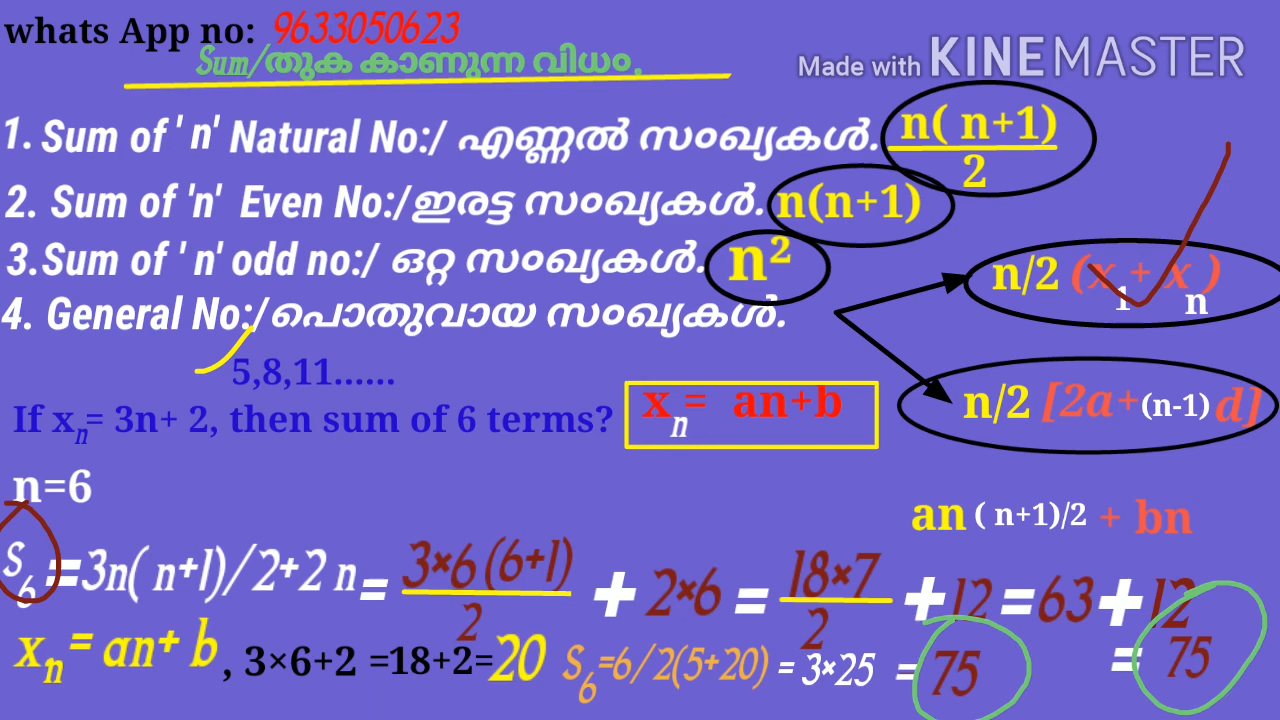 whats App no: 9633050623
Made with KINEMASTER
Sum/തുക കാണുന്ന വിധം.
1. Sum of 'n' Natural No:/ എണ്ണൽ സംഖ്യകൾ. n( n+1)/2
2. Sum of 'n' Even No:/ഇരട്ട സംഖ്യകൾ. n(n+1)
3.Sum of 'n' odd no:/ ഒറ്റ സംഖ്യകൾ. n²
4. General No:/പൊതുവായ സംഖ്യകൾ.
n/2 (x₁+ xₙ)
5,8,11......
n/2 [2a+(n-1)d]
If xₙ= 3n+ 2, then sum of 6 terms?
xₙ= an+b
n=6
an ( n+1)/2 + bn
S₆=3n( n+1)/2+2 n = 3×6 (6+1)/2 + 2×6 = 18×7/2 +12 =63+12
= 75
xₙ = an+ b , 3×6+2 =18+2=20
S₆=6/2(5+20) = 3×25 = 75